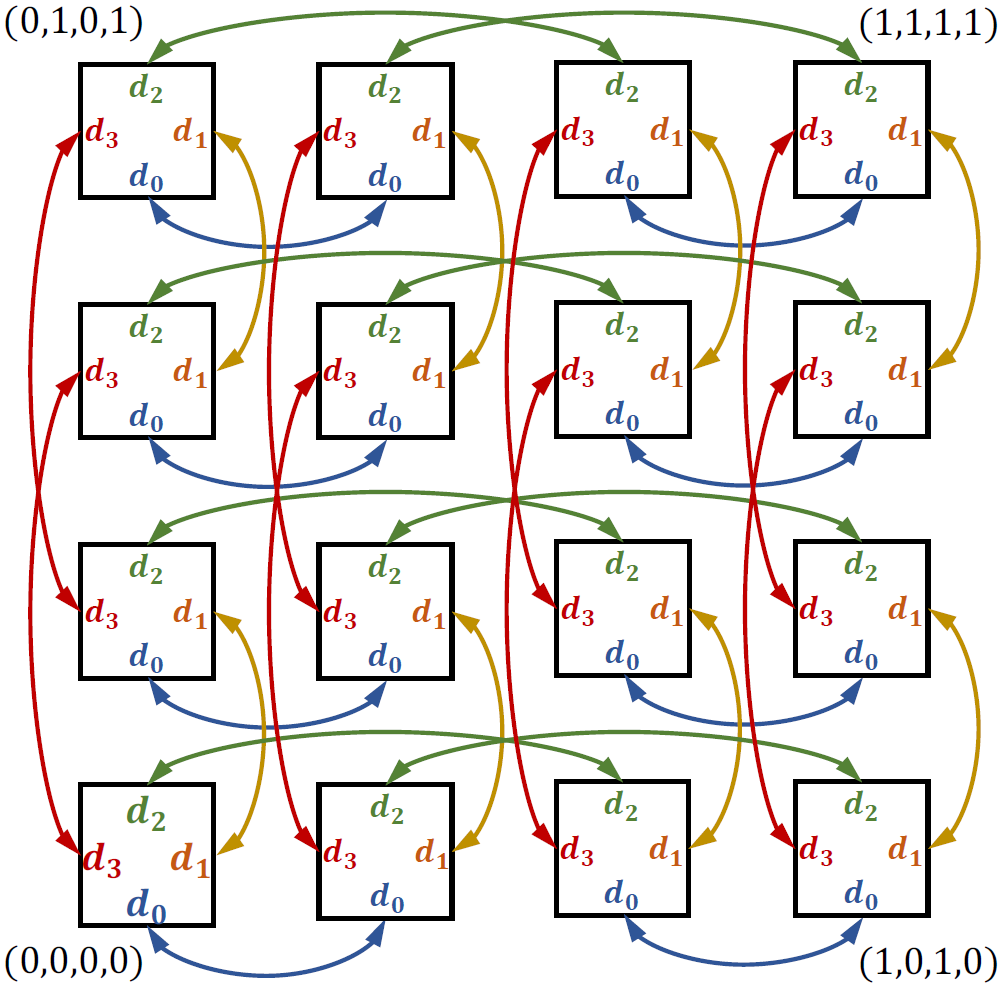 (0,1,0,1) (1,1,1,1)
d₂ d₂ d₂ d₂
d₃ d₁ d₃ d₁ d₃ d₁ d₃ d₁
d₀ d₀ d₀ d₀
d₂ d₂ d₂ d₂
d₃ d₁ d₃ d₁ d₃ d₁ d₃ d₁
d₀ d₀ d₀ d₀
d₂ d₂ d₂ d₂
d₃ d₁ d₃ d₁ d₃ d₁ d₃ d₁
d₀ d₀ d₀ d₀
d₂ d₂ d₂ d₂
d₃ d₁ d₃ d₁ d₃ d₁ d₃ d₁
d₀ d₀ d₀ d₀
(0,0,0,0) (1,0,1,0)